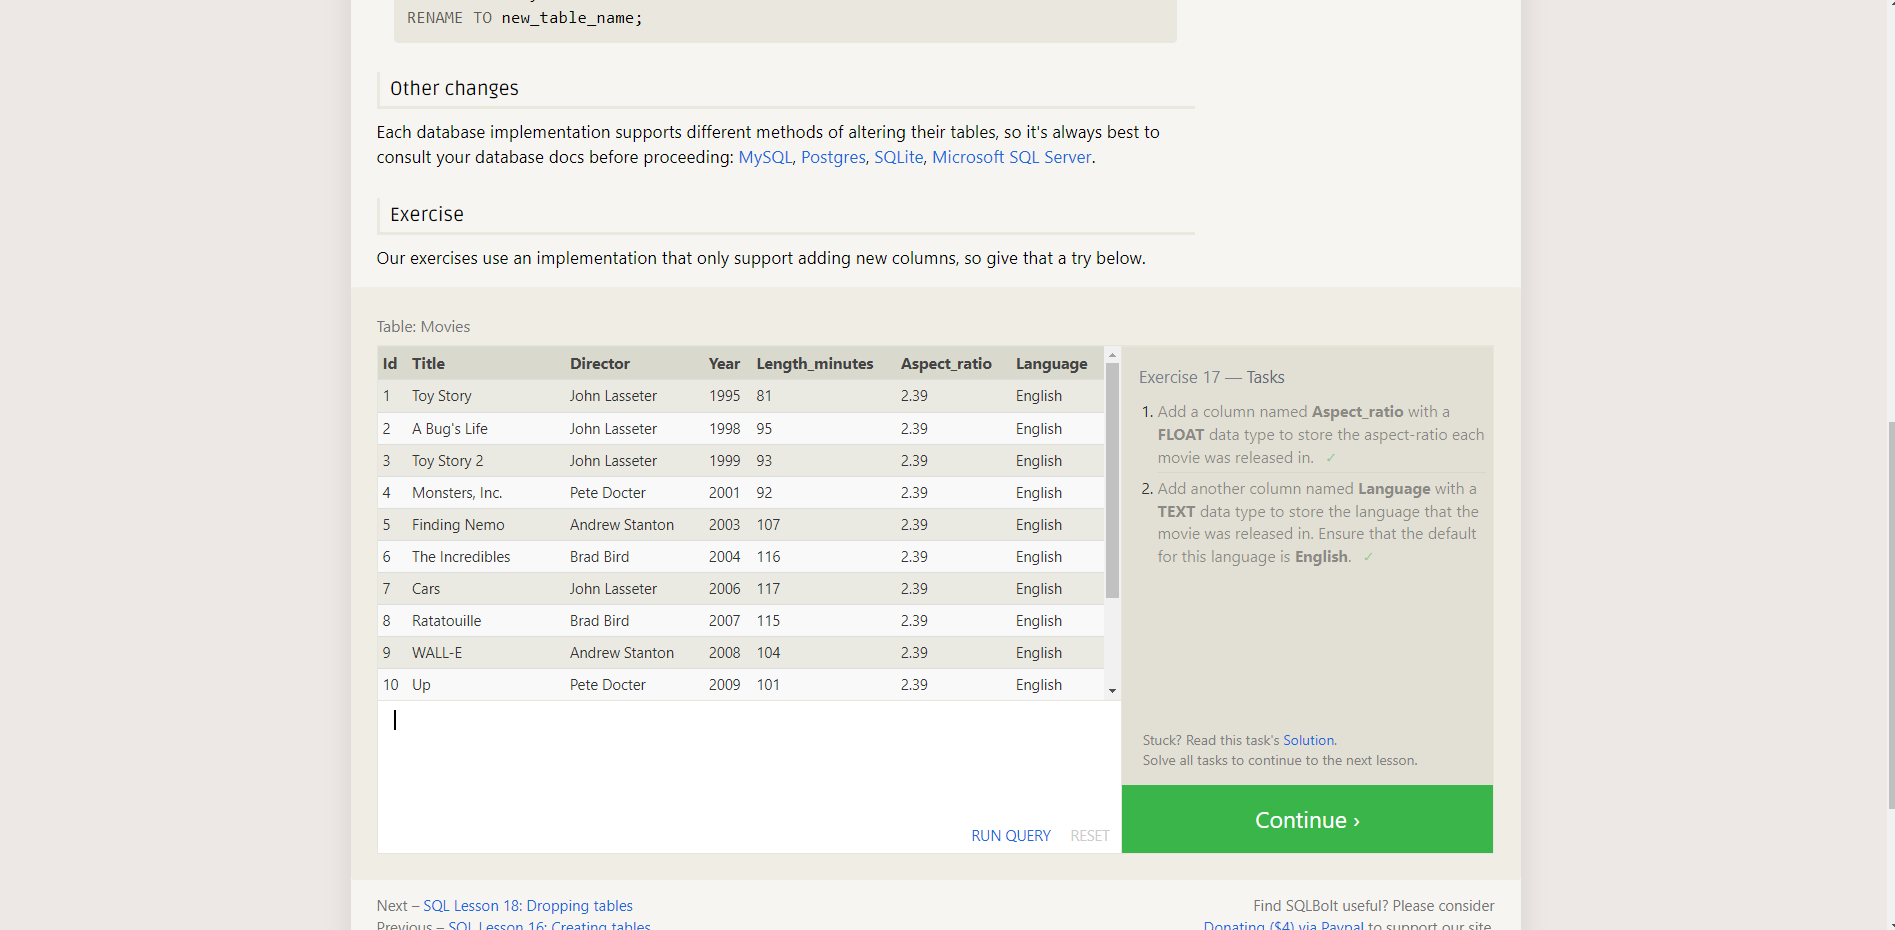 RENAME TO new_table_name;
Other changes
Each database implementation supports different methods of altering their tables, so it's always best to
consult your database docs before proceeding: MySQL, Postgres, SQLite, Microsoft SQL Server.
Exercise
Our exercises use an implementation that only support adding new columns, so give that a try below.
Table: Movies
Id Title Director Year Length_minutes Aspect_ratio Language
1 Toy Story John Lasseter 1995 81 2.39 English
2 A Bug's Life John Lasseter 1998 95 2.39 English
3 Toy Story 2 John Lasseter 1999 93 2.39 English
4 Monsters, Inc. Pete Docter 2001 92 2.39 English
5 Finding Nemo Andrew Stanton 2003 107 2.39 English
6 The Incredibles Brad Bird 2004 116 2.39 English
7 Cars John Lasseter 2006 117 2.39 English
8 Ratatouille Brad Bird 2007 115 2.39 English
9 WALL-E Andrew Stanton 2008 104 2.39 English
10 Up Pete Docter 2009 101 2.39 English
RUN QUERY RESET
Exercise 17 — Tasks
1. Add a column named Aspect_ratio with a
FLOAT data type to store the aspect-ratio each
movie was released in. ✓
2. Add another column named Language with a
TEXT data type to store the language that the
movie was released in. Ensure that the default
for this language is English. ✓
Stuck? Read this task's Solution.
Solve all tasks to continue to the next lesson.
Continue ›
Next – SQL Lesson 18: Dropping tables
Previous – SQL Lesson 16: Creating tables
Find SQLBolt useful? Please consider
Donating ($4) via Paypal to support our site.